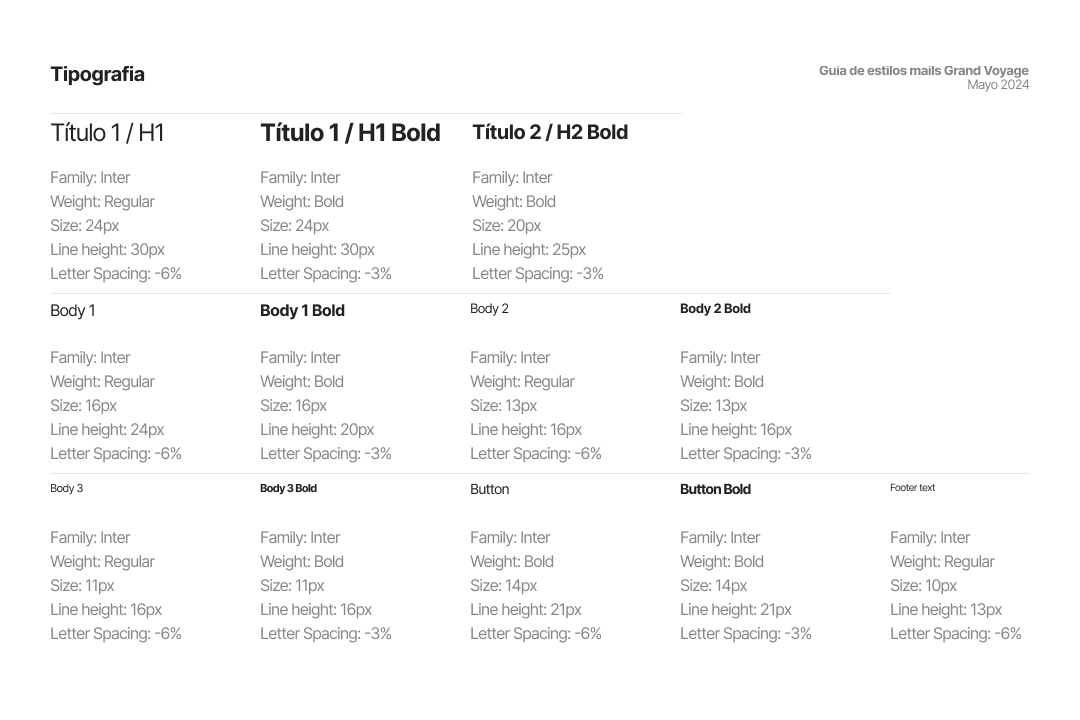 Tipografia
Guia de estilos mails Grand Voyage
Mayo 2024
Título 1 / H1
Family: Inter
Weight: Regular
Size: 24px
Line height: 30px
Letter Spacing: -6%
Título 1 / H1 Bold
Family: Inter
Weight: Bold
Size: 24px
Line height: 30px
Letter Spacing: -3%
Título 2 / H2 Bold
Family: Inter
Weight: Bold
Size: 20px
Line height: 25px
Letter Spacing: -3%
Body 1
Family: Inter
Weight: Regular
Size: 16px
Line height: 24px
Letter Spacing: -6%
Body 1 Bold
Family: Inter
Weight: Bold
Size: 16px
Line height: 20px
Letter Spacing: -3%
Body 2
Family: Inter
Weight: Regular
Size: 13px
Line height: 16px
Letter Spacing: -6%
Body 2 Bold
Family: Inter
Weight: Bold
Size: 13px
Line height: 16px
Letter Spacing: -3%
Body 3
Family: Inter
Weight: Regular
Size: 11px
Line height: 16px
Letter Spacing: -6%
Body 3 Bold
Family: Inter
Weight: Bold
Size: 11px
Line height: 16px
Letter Spacing: -3%
Button
Family: Inter
Weight: Bold
Size: 14px
Line height: 21px
Letter Spacing: -6%
Button Bold
Family: Inter
Weight: Bold
Size: 14px
Line height: 21px
Letter Spacing: -3%
Footer text
Family: Inter
Weight: Regular
Size: 10px
Line height: 13px
Letter Spacing: -6%